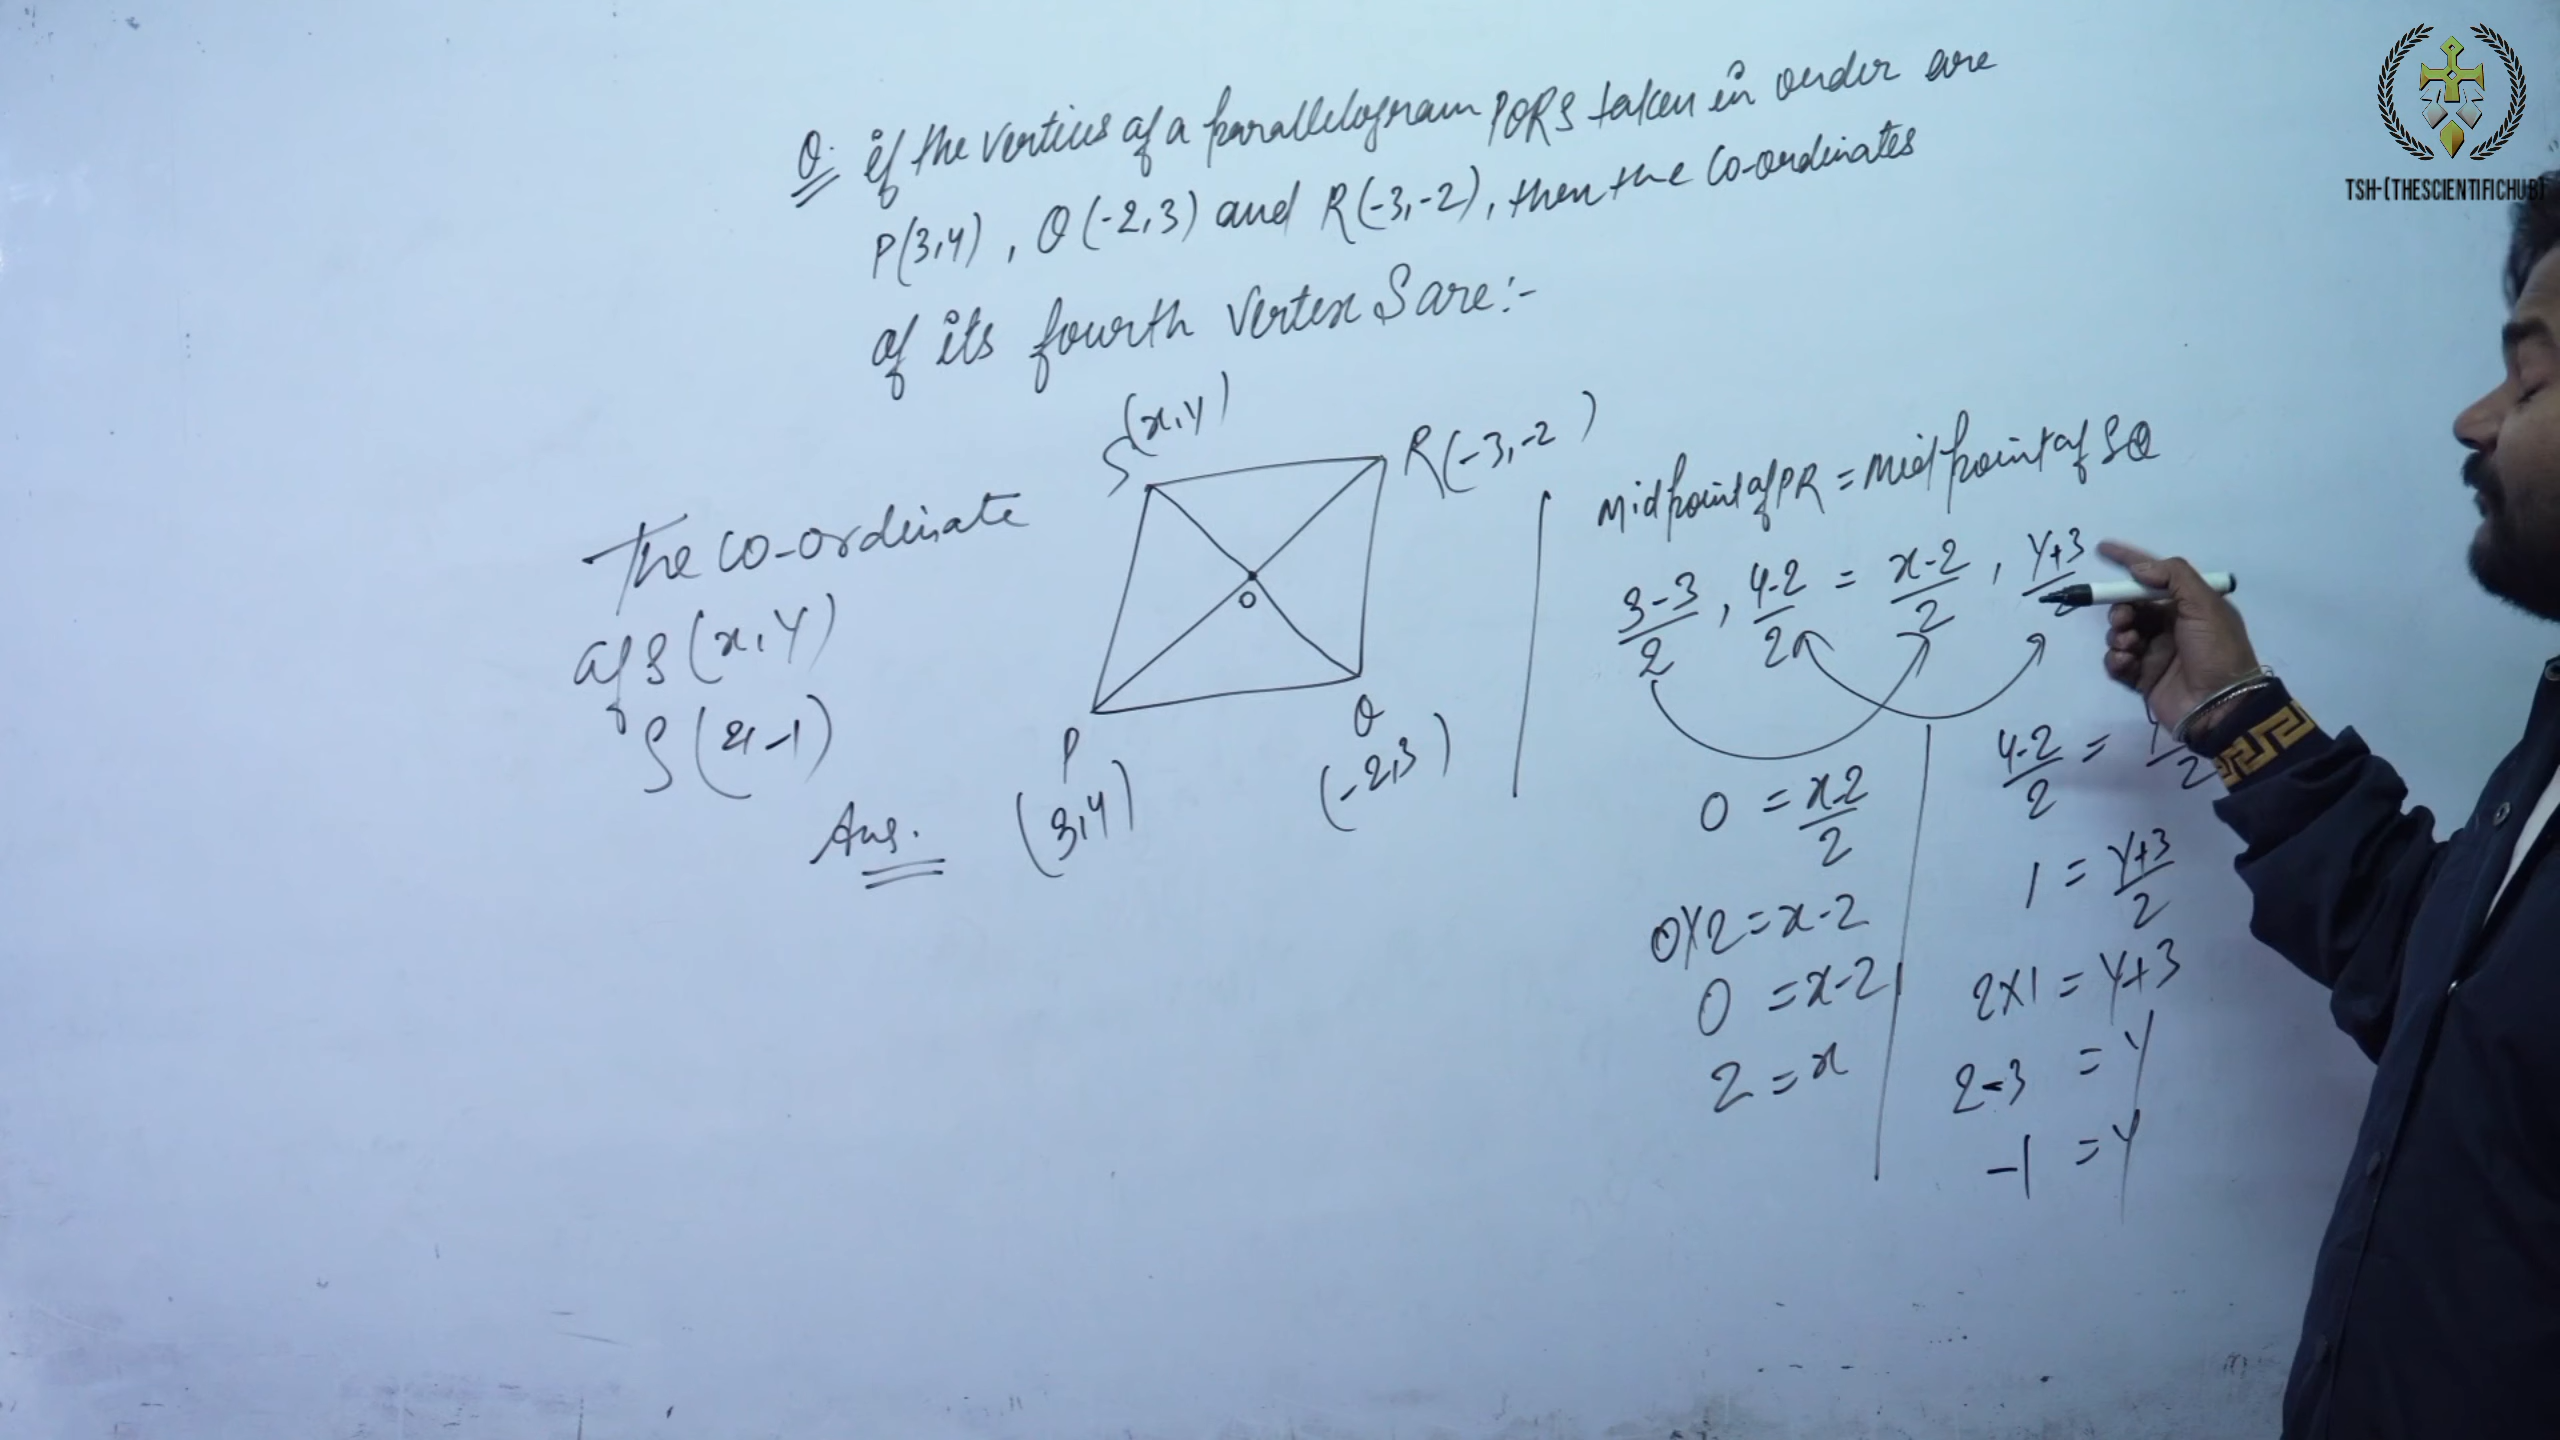 Q. if the vertices of a parallelogram PQRS taken in order are
P(3,4), Q(-2,3) and R(-3,-2), then the Co-ordinates
of its fourth Vertex S are:-
S (x,y)
R(-3,-2)
O
P
(3,4)
Q
(-2,3)
The co-ordinate
of S(x,y)
S(2,-1)
Ans.
Midpoint of PR = Midpoint of SQ
3-3/2, 4-2/2 = x-2/2, y+3/2
0 = x-2/2
0×2 = x-2
0 = x-2
2 = x
4-2/2 =
1 = y+3/2
2×1 = y+3
2-3 = y
-1 = y
TSH-(THESCIENTIFICHUB)